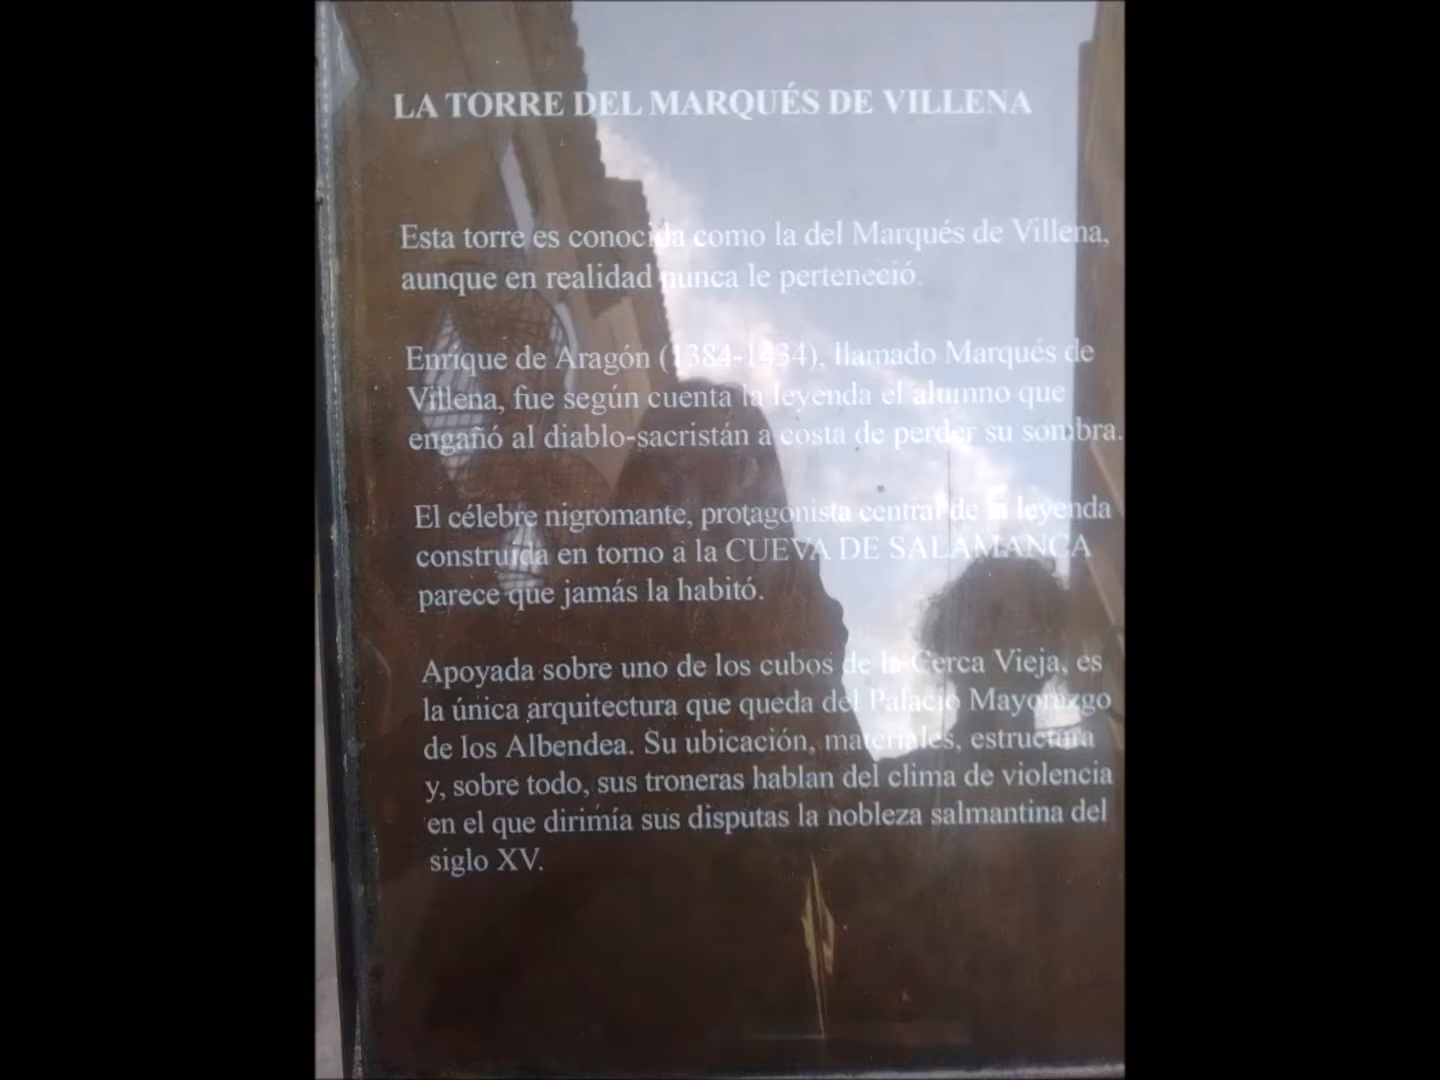 LA TORRE DEL MARQUÉS DE VILLENA
Esta torre es conocida como la del Marqués de Villena,
aunque en realidad nunca le perteneció.
Enrique de Aragón (1384-1434), llamado Marqués de
Villena, fue según cuenta la leyenda el alumno que
engañó al diablo-sacristán a costa de perder su sombra.
El célebre nigromante, protagonista central de la leyenda
construida en torno a la CUEVA DE SALAMANCA
parece que jamás la habitó.
Apoyada sobre uno de los cubos de la Cerca Vieja, es
la única arquitectura que queda del Palacio Mayorazgo
de los Albendea. Su ubicación, materiales, estructura
y, sobre todo, sus troneras hablan del clima de violencia
en el que dirimía sus disputas la nobleza salmantina del
siglo XV.